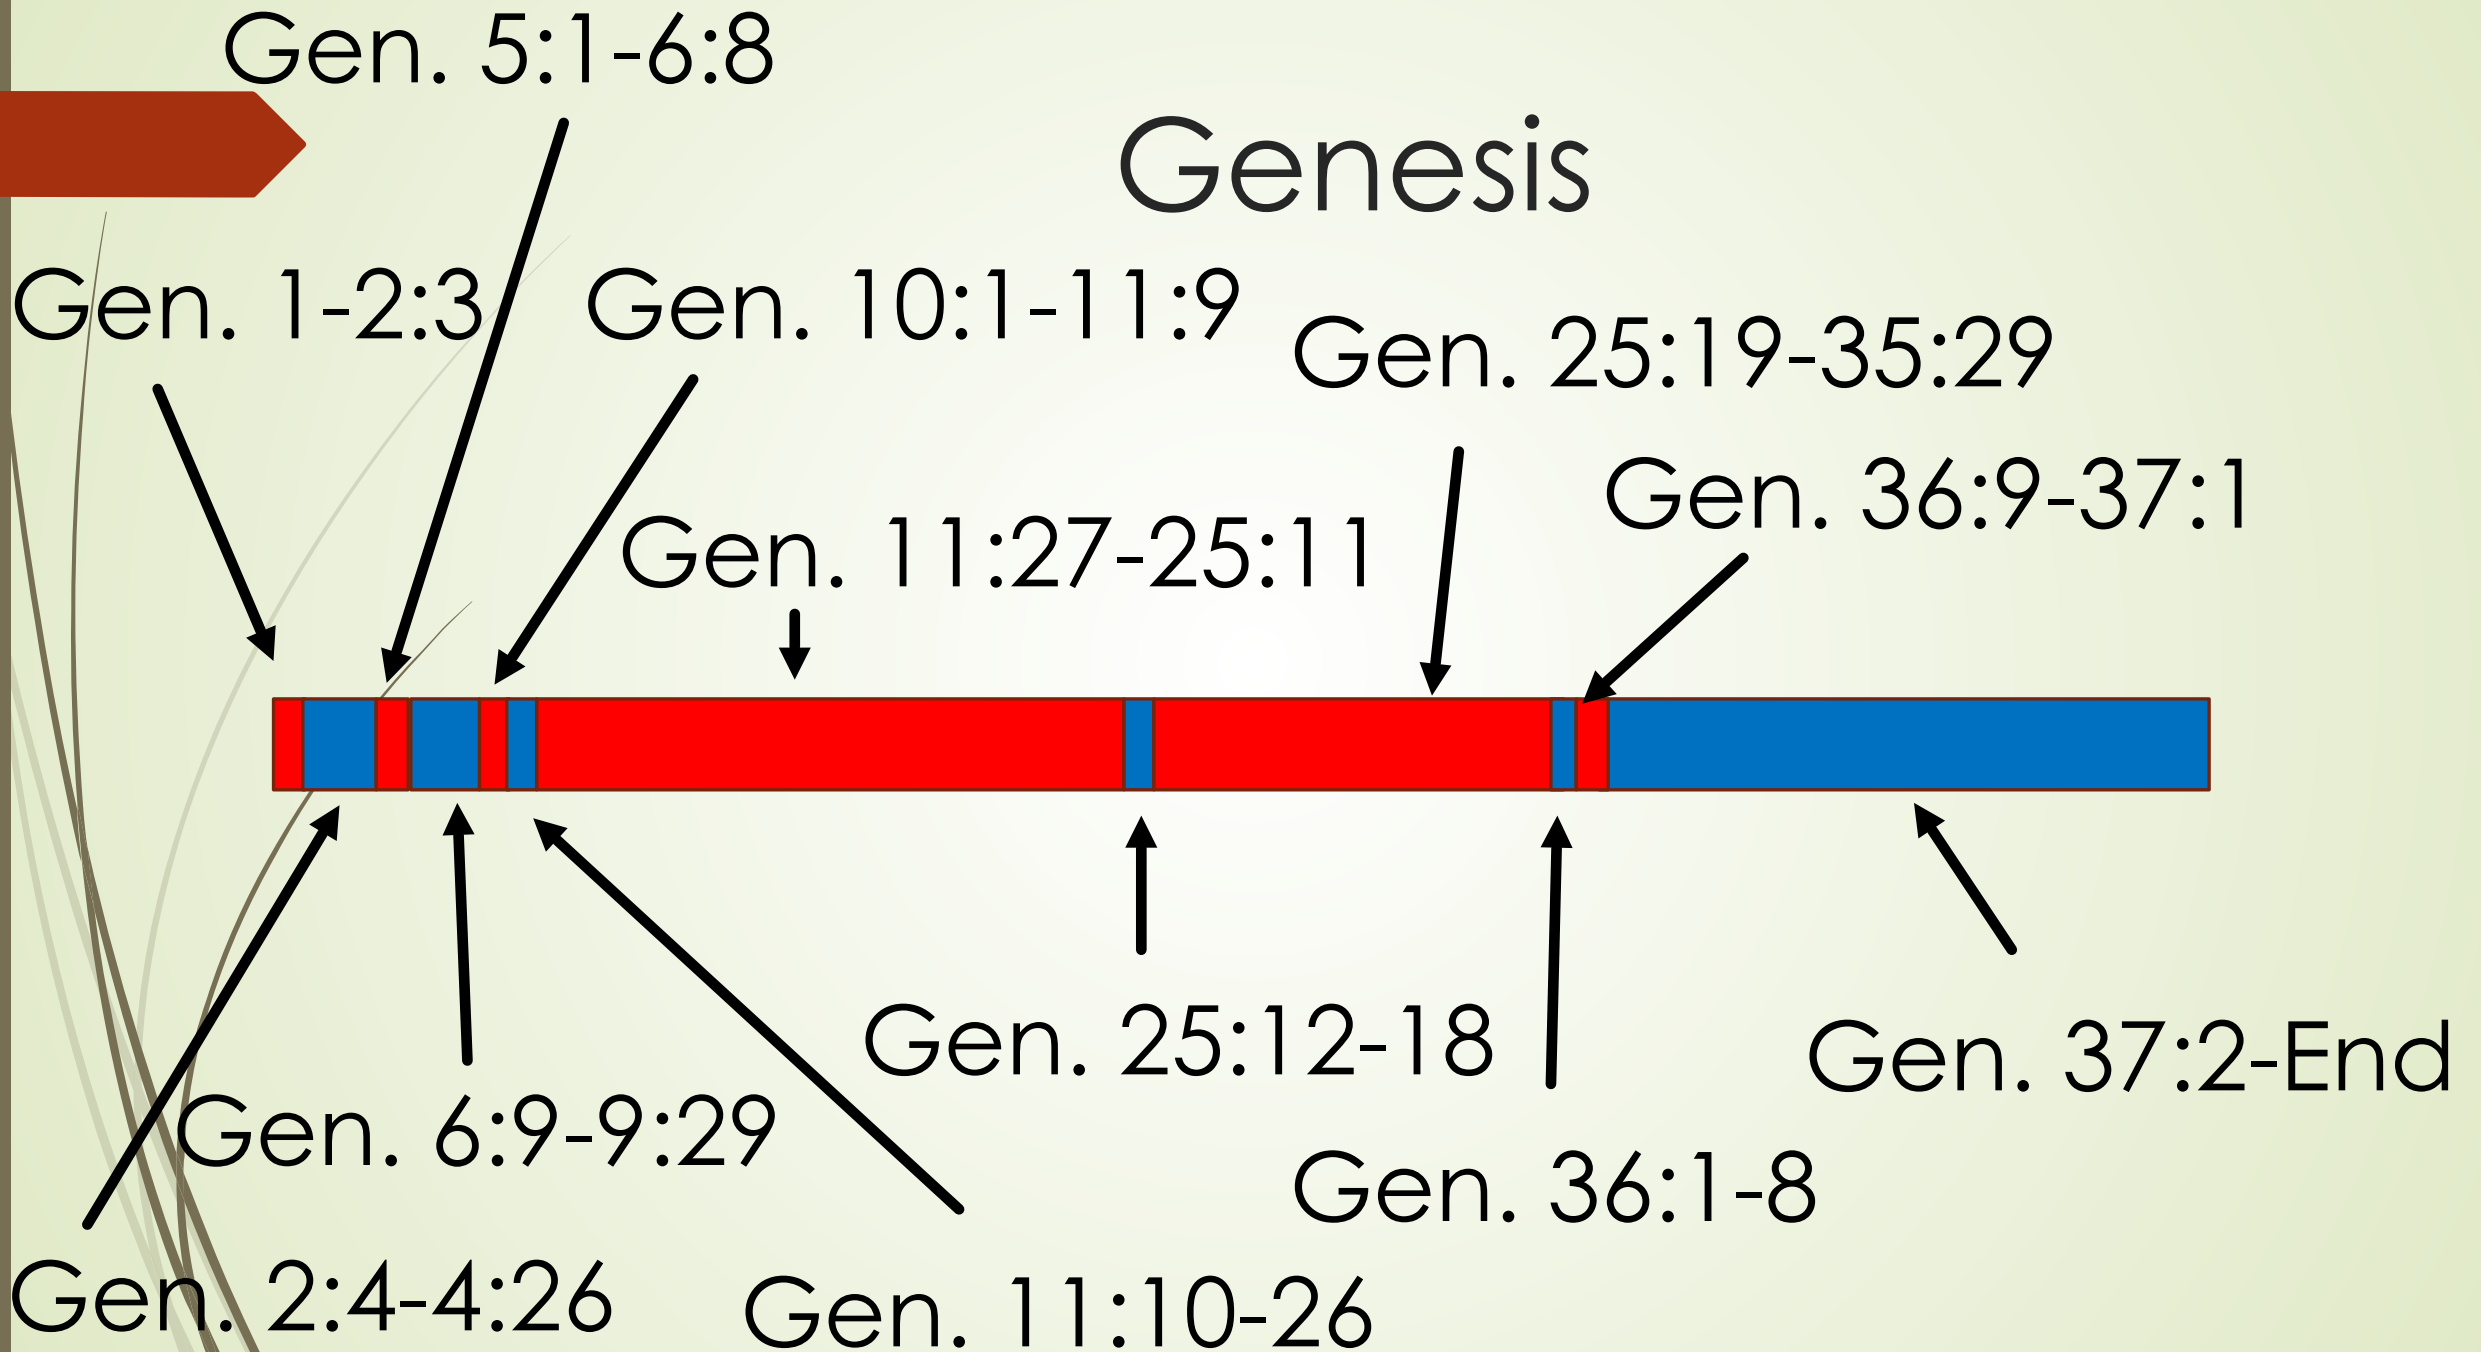 Gen. 5:1-6:8
Genesis
Gen. 1-2:3
Gen. 10:1-11:9
Gen. 25:19-35:29
Gen. 36:9-37:1
Gen. 11:27-25:11
Gen. 25:12-18
Gen. 37:2-End
Gen. 6:9-9:29
Gen. 36:1-8
Gen. 2:4-4:26
Gen. 11:10-26